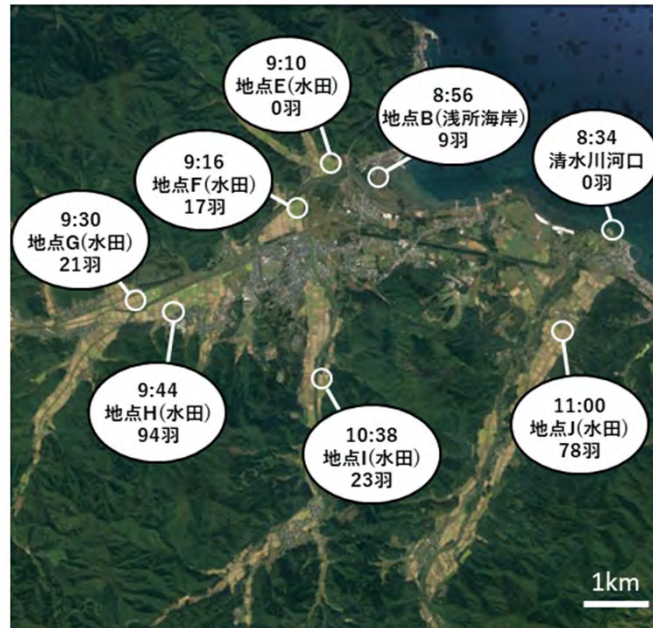 9:10
地点E(水田)
0羽
8:56
地点B(浅所海岸)
9羽
8:34
清水川河口
0羽
9:16
地点F(水田)
17羽
9:30
地点G(水田)
21羽
9:44
地点H(水田)
94羽
10:38
地点I(水田)
23羽
11:00
地点J(水田)
78羽
1km